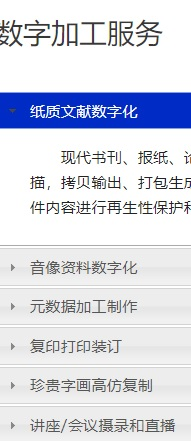 数字加工服务
纸质文献数字化
现代书刊、报纸、
描，拷贝输出、打包生
件内容进行再生性保护
音像资料数字化
元数据加工制作
复印打印装订
珍贵字画高仿复制
讲座/会议摄录和直播